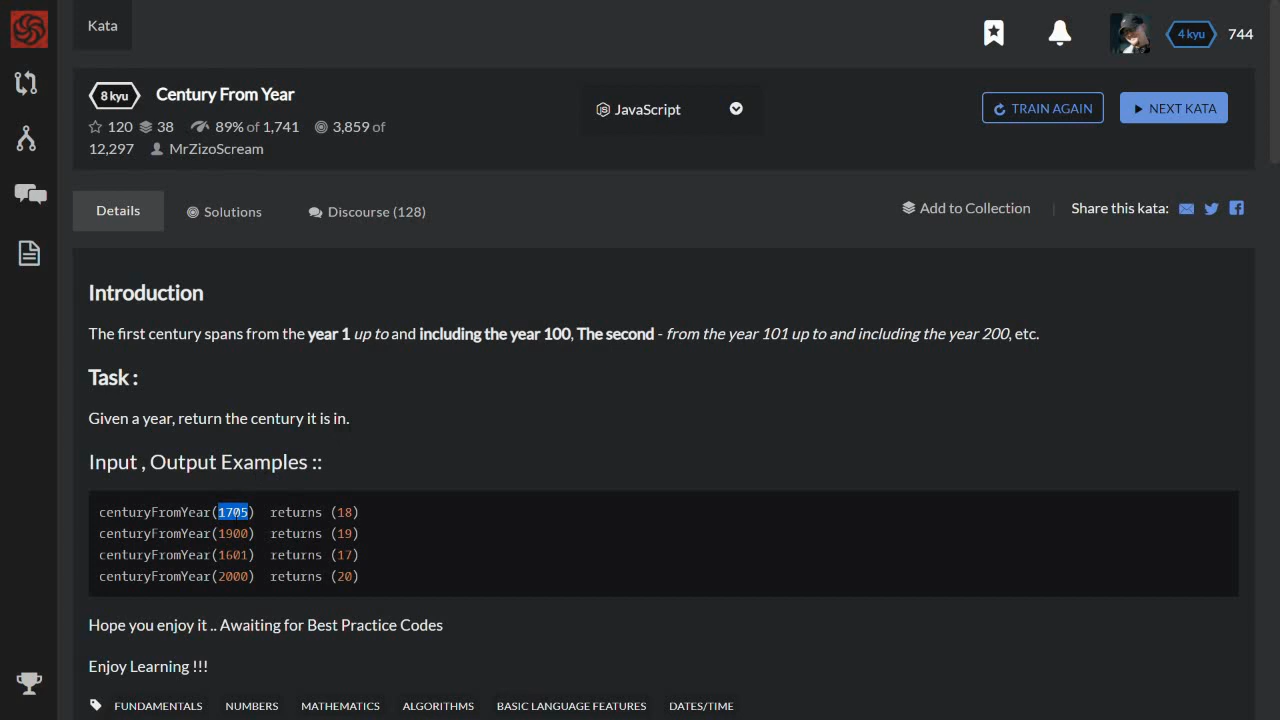 Kata
4 kyu 744
8 kyu Century From Year
120 38 89% of 1,741 3,859 of
12,297 MrZizoScream
JavaScript
TRAIN AGAIN
NEXT KATA
Details Solutions Discourse (128)
Add to Collection Share this kata:
Introduction
The first century spans from the year 1 up to and including the year 100, The second - from the year 101 up to and including the year 200, etc.
Task :
Given a year, return the century it is in.
Input , Output Examples ::
centuryFromYear(1705)  returns (18)
centuryFromYear(1900)  returns (19)
centuryFromYear(1601)  returns (17)
centuryFromYear(2000)  returns (20)
Hope you enjoy it .. Awaiting for Best Practice Codes
Enjoy Learning !!!
FUNDAMENTALS NUMBERS MATHEMATICS ALGORITHMS BASIC LANGUAGE FEATURES DATES/TIME